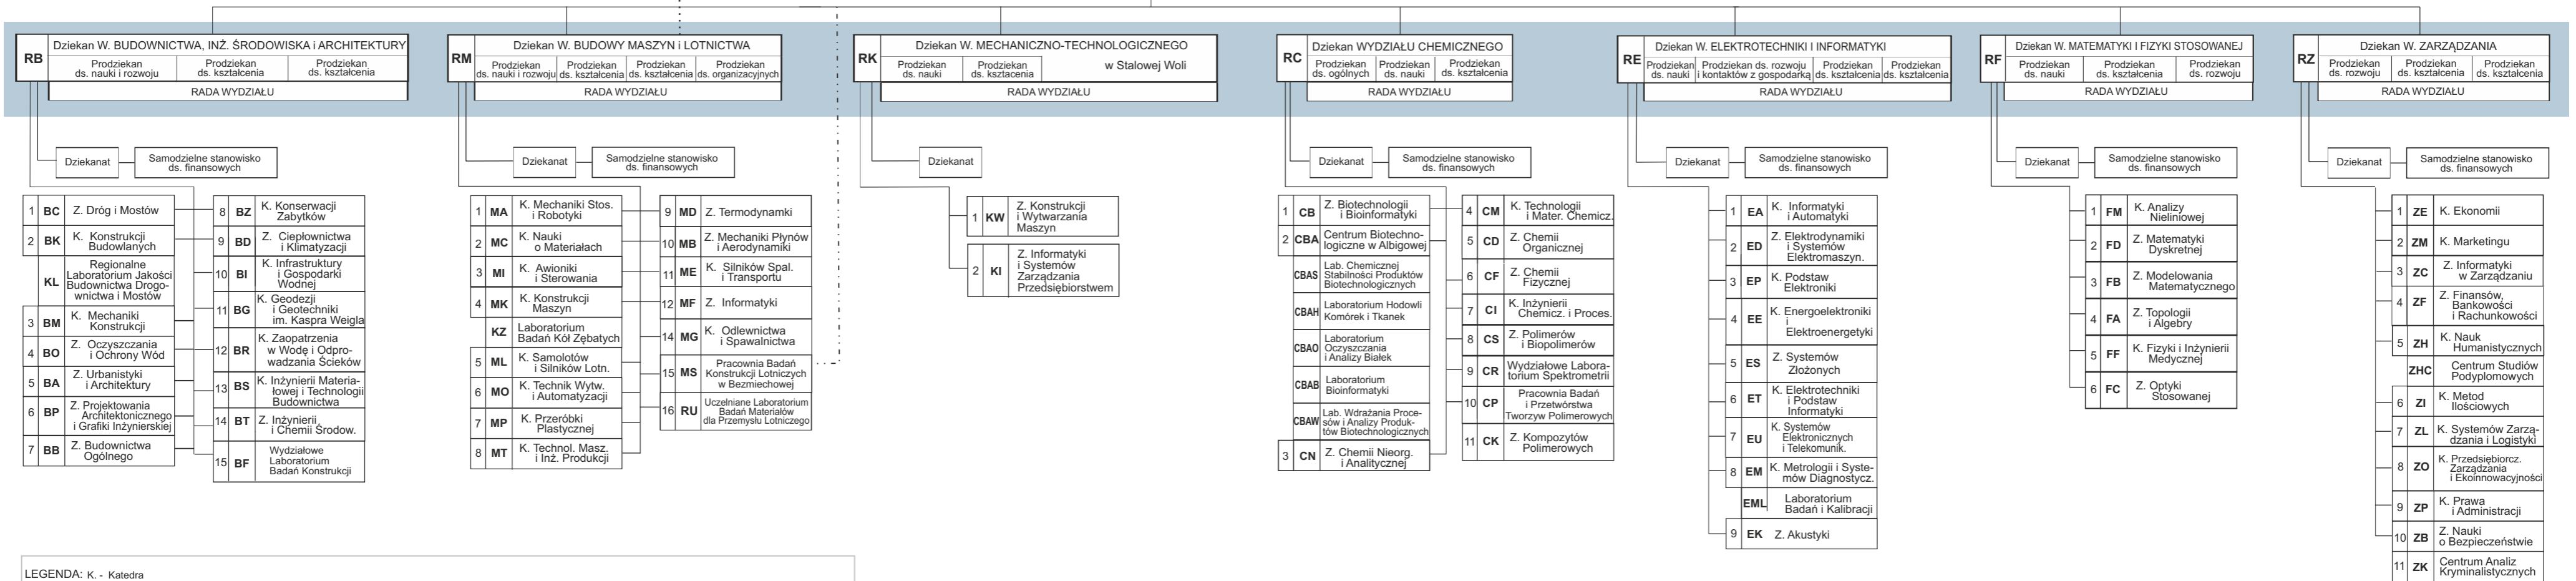 RB
Dziekan W. BUDOWNICTWA, INŻ. ŚRODOWISKA i ARCHITEKTURY
Prodziekan
ds. nauki i rozwoju
Prodziekan
ds. kształcenia
Prodziekan
ds. kształcenia
RADA WYDZIAŁU
Dziekanat
Samodzielne stanowisko
ds. finansowych
1 BC Z. Dróg i Mostów
2 BK K. Konstrukcji
Budowlanych
KL Regionalne
Laboratorium Jakości
Budownictwa Drogo-
wnictwa i Mostów
3 BM K. Mechaniki
Konstrukcji
4 BO Z. Oczyszczania
i Ochrony Wód
5 BA Z. Urbanistyki
i Architektury
6 BP Z. Projektowania
Architektonicznego
i Grafiki Inżynierskiej
7 BB Z. Budownictwa
Ogólnego
8 BZ K. Konserwacji
Zabytków
9 BD Z. Ciepłownictwa
i Klimatyzacji
10 BI K. Infrastruktury
i Gospodarki
Wodnej
11 BG K. Geodezji
i Geotechniki
im. Kaspra Weigla
12 BR K. Zaopatrzenia
w Wodę i Odpro-
wadzania Ścieków
13 BS K. Inżynierii Materia-
łowej i Technologii
Budownictwa
14 BT Z. Inżynierii
i Chemii Środow.
15 BF Wydziałowe
Laboratorium
Badań Konstrukcji
RM
Dziekan W. BUDOWY MASZYN i LOTNICTWA
Prodziekan
ds. nauki i rozwoju
Prodziekan
ds. kształcenia
Prodziekan
ds. kształcenia
Prodziekan
ds. organizacyjnych
RADA WYDZIAŁU
Dziekanat
Samodzielne stanowisko
ds. finansowych
1 MA K. Mechaniki Stos.
i Robotyki
2 MC K. Nauki
o Materiałach
3 MI K. Awioniki
i Sterowania
4 MK K. Konstrukcji
Maszyn
KZ Laboratorium
Badań Kół Zębatych
5 ML K. Samolotów
i Silników Lotn.
6 MO K. Technik Wytw.
i Automatyzacji
7 MP K. Przeróbki
Plastycznej
8 MT K. Technol. Masz.
i Inż. Produkcji
9 MD Z. Termodynamki
10 MB Z. Mechaniki Płynów
i Aerodynamiki
11 ME K. Silników Spal.
i Transportu
12 MF Z. Informatyki
14 MG K. Odlewnictwa
i Spawalnictwa
15 MS Pracownia Badań
Konstrukcji Lotniczych
w Bezmiechowej
16 RU Uczelniane Laboratorium
Badań Materiałów
dla Przemysłu Lotniczego
RK
Dziekan W. MECHANICZNO-TECHNOLOGICZNEGO
Prodziekan
ds. nauki
Prodziekan
ds. ksztacenia
w Stalowej Woli
RADA WYDZIAŁU
Dziekanat
1 KW Z. Konstrukcji
i Wytwarzania
Maszyn
2 KI Z. Informatyki
i Systemów
Zarządzania
Przedsiębiorstwem
RC
Dziekan WYDZIAŁU CHEMICZNEGO
Prodziekan
ds. ogólnych
Prodziekan
ds. nauki
Prodziekan
ds. kształcenia
RADA WYDZIAŁU
Dziekanat
Samodzielne stanowisko
ds. finansowych
1 CB Z. Biotechnologii
i Bioinformatyki
2 CBA Centrum Biotechno-
logiczne w Albigowej
CBAS Lab. Chemicznej
Stabilności Produktów
Biotechnologicznych
CBAH Laboratorium Hodowli
Komórek i Tkanek
CBAO Laboratorium
Oczyszczania
i Analizy Białek
CBAB Laboratorium
Bioinformatyki
CBAW Lab. Wdrażania Proce-
sów i Analizy Produk-
tów Biotechnologicznych
3 CN Z. Chemii Nieorg.
i Analitycznej
4 CM K. Technologii
i Mater. Chemicz.
5 CD Z. Chemii
Organicznej
6 CF Z. Chemii
Fizycznej
7 CI K. Inżynierii
Chemicz. i Proces.
8 CS Z. Polimerów
i Biopolimerów
9 CR Wydziałowe Labora-
torium Spektrometrii
10 CP Pracownia Badań
i Przetwórstwa
Tworzyw Polimerowych
11 CK Z. Kompozytów
Polimerowych
RE
Dziekan W. ELEKTROTECHNIKI I INFORMATYKI
Prodziekan
ds. nauki
Prodziekan ds. rozwoju
i kontaktów z gospodarką
Prodziekan
ds. kształcenia
Prodziekan
ds. kształcenia
RADA WYDZIAŁU
Dziekanat
Samodzielne stanowisko
ds. finansowych
1 EA K. Informatyki
i Automatyki
2 ED Z. Elektrodynamiki
i Systemów
Elektromaszyn.
3 EP K. Podstaw
Elektroniki
4 EE K. Energoelektroniki
i
Elektroenergetyki
5 ES Z. Systemów
Złożonych
6 ET K. Elektrotechniki
i Podstaw
Informatyki
7 EU K. Systemów
Elektronicznych
i Telekomunik.
8 EM K. Metrologii i Syste-
mów Diagnostycz.
EML Laboratorium
Badań i Kalibracji
9 EK Z. Akustyki
RF
Dziekan W. MATEMATYKI I FIZYKI STOSOWANEJ
Prodziekan
ds. nauki
Prodziekan
ds. kształcenia
Prodziekan
ds. rozwoju
RADA WYDZIAŁU
Dziekanat
Samodzielne stanowisko
ds. finansowych
1 FM K. Analizy
Nieliniowej
2 FD Z. Matematyki
Dyskretnej
3 FB Z. Modelowania
Matematycznego
4 FA Z. Topologii
i Algebry
5 FF K. Fizyki i Inżynierii
Medycznej
6 FC Z. Optyki
Stosowanej
RZ
Dziekan W. ZARZĄDZANIA
Prodziekan
ds. rozwoju
Prodziekan
ds. kształcenia
Prodziekan
ds. kształcenia
RADA WYDZIAŁU
Dziekanat
Samodzielne stanowisko
ds. finansowych
1 ZE K. Ekonomii
2 ZM K. Marketingu
3 ZC Z. Informatyki
w Zarządzaniu
4 ZF Z. Finansów,
Bankowości
i Rachunkowości
5 ZH K. Nauk
Humanistycznych
ZHC Centrum Studiów
Podyplomowych
6 ZI K. Metod
Ilościowych
7 ZL K. Systemów Zarzą-
dzania i Logistyki
8 ZO K. Przedsiębiorcz.
Zarządzania
i Ekoinnowacyjności
9 ZP K. Prawa
i Administracji
10 ZB Z. Nauki
o Bezpieczeństwie
11 ZK Centrum Analiz
Kryminalistycznych
LEGENDA: K. - Katedra